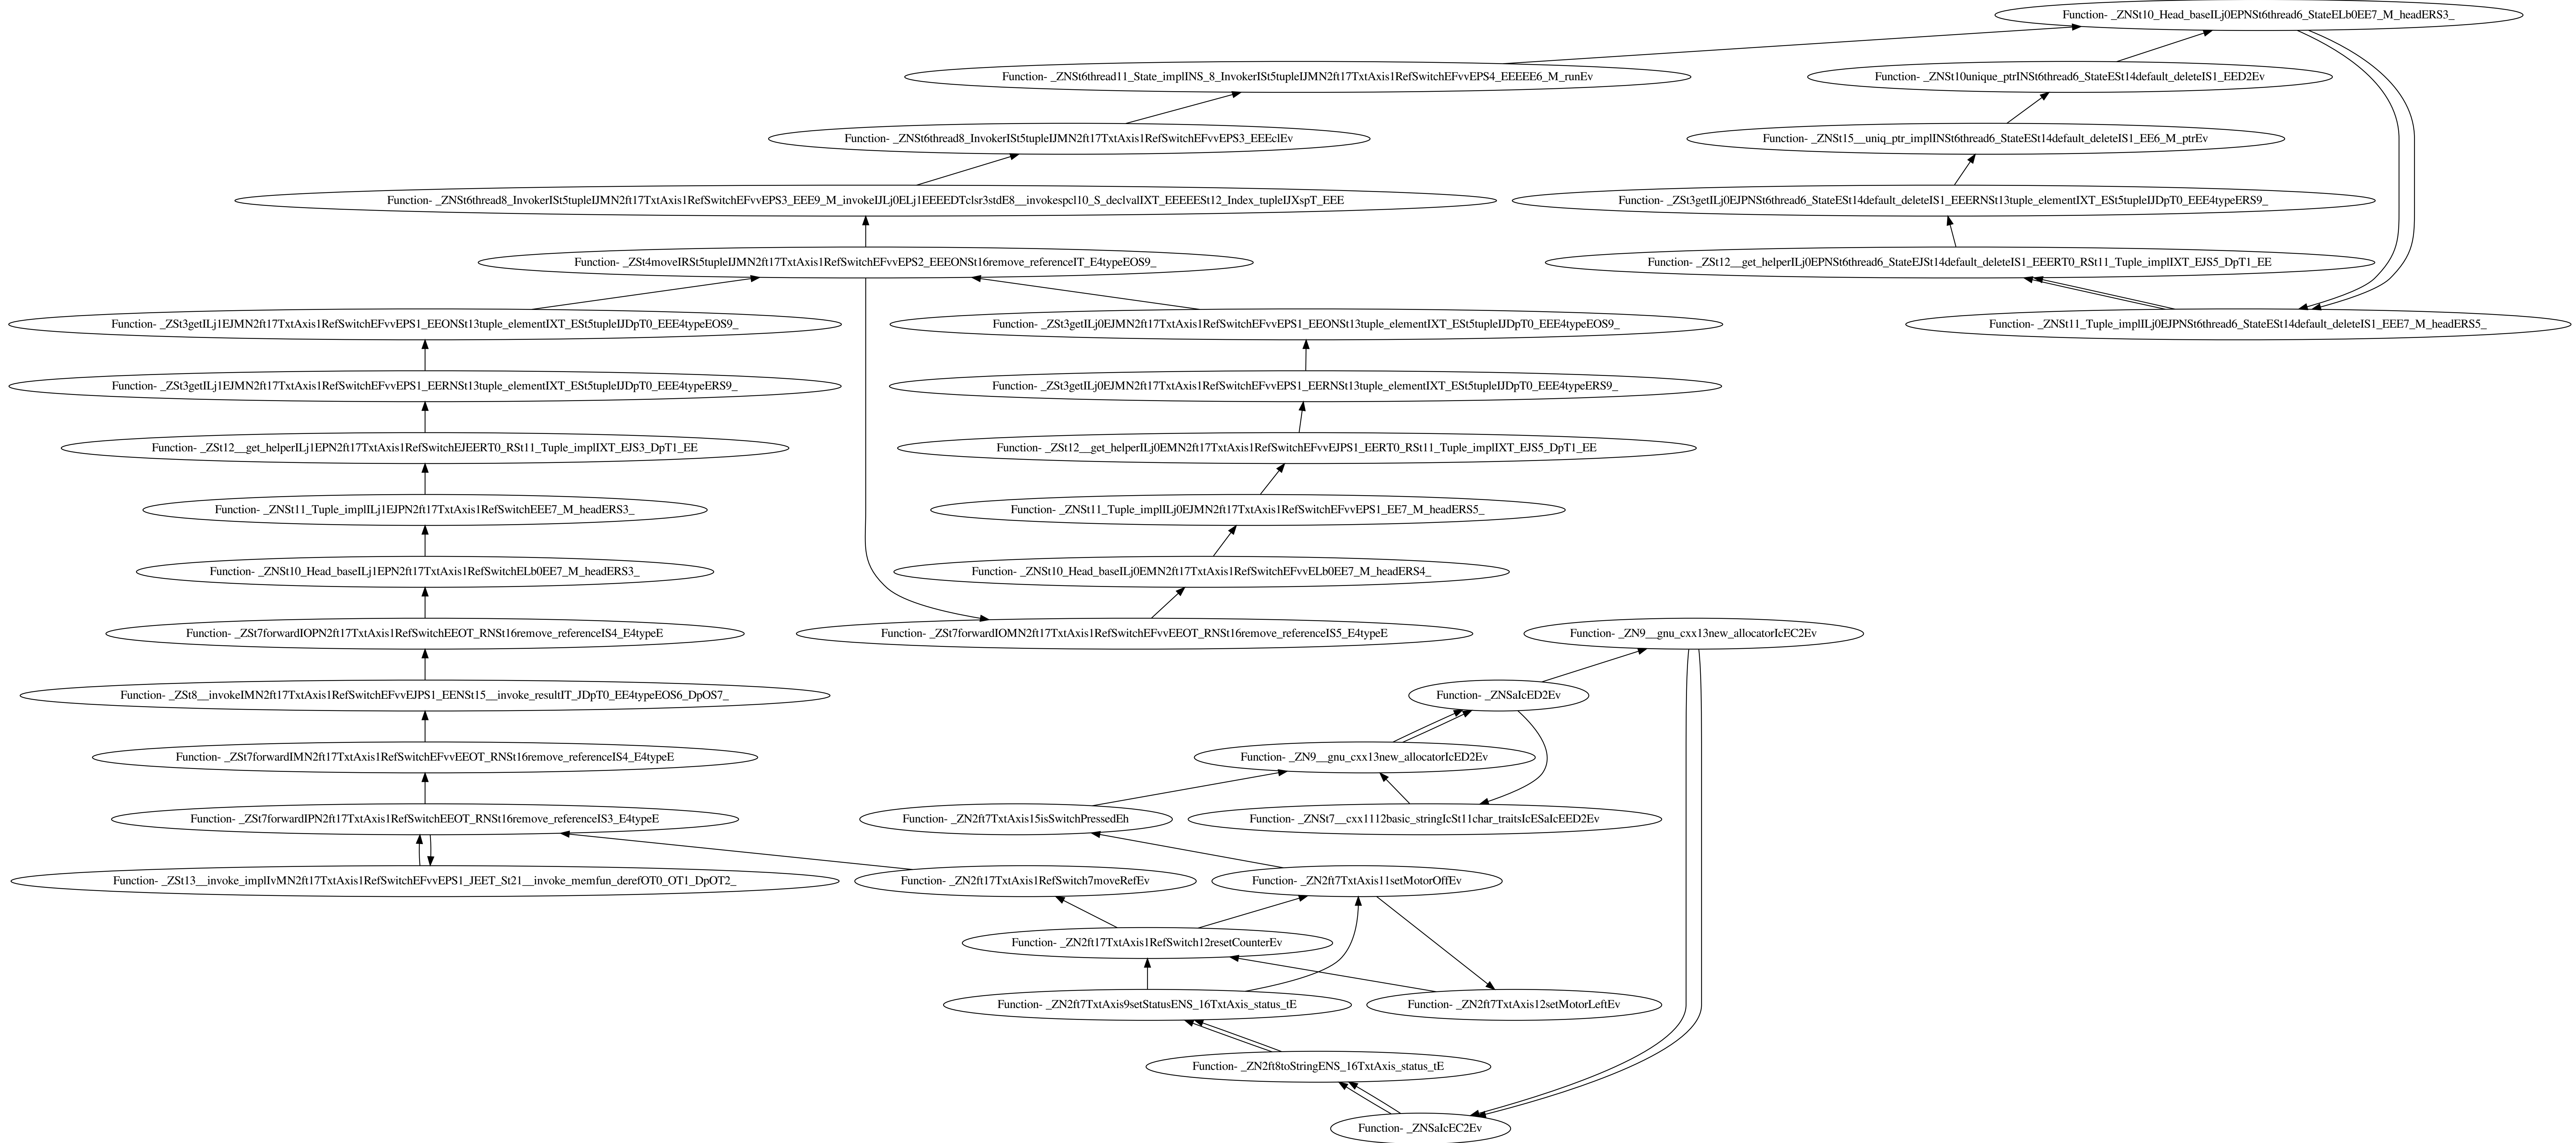 Function- _ZNSt10_Head_baseILj0EPNSt6thread6_StateELb0EE7_M_headERS3_
Function- _ZNSt6thread11_State_implINS_8_InvokerISt5tupleIJMN2ft17TxtAxis1RefSwitchEFvvEPS4_EEEEE6_M_runEv
Function- _ZNSt10unique_ptrINSt6thread6_StateESt14default_deleteIS1_EED2Ev
Function- _ZNSt6thread8_InvokerISt5tupleIJMN2ft17TxtAxis1RefSwitchEFvvEPS3_EEEclEv
Function- _ZNSt15__uniq_ptr_implINSt6thread6_StateESt14default_deleteIS1_EE6_M_ptrEv
Function- _ZNSt6thread8_InvokerISt5tupleIJMN2ft17TxtAxis1RefSwitchEFvvEPS3_EEE9_M_invokeIJLj0ELj1EEEEDTclsr3stdE8__invokespcl10_S_declvalIXT_EEEEESt12_Index_tupleIJXspT_EEE
Function- _ZSt3getILj0EJPNSt6thread6_StateESt14default_deleteIS1_EEERNSt13tuple_elementIXT_ESt5tupleIJDpT0_EEE4typeERS9_
Function- _ZSt4moveIRSt5tupleIJMN2ft17TxtAxis1RefSwitchEFvvEPS2_EEEONSt16remove_referenceIT_E4typeEOS9_
Function- _ZSt12__get_helperILj0EPNSt6thread6_StateEJSt14default_deleteIS1_EEERT0_RSt11_Tuple_implIXT_EJS5_DpT1_EE
Function- _ZSt3getILj1EJMN2ft17TxtAxis1RefSwitchEFvvEPS1_EEONSt13tuple_elementIXT_ESt5tupleIJDpT0_EEE4typeEOS9_
Function- _ZSt3getILj0EJMN2ft17TxtAxis1RefSwitchEFvvEPS1_EEONSt13tuple_elementIXT_ESt5tupleIJDpT0_EEE4typeEOS9_
Function- _ZNSt11_Tuple_implILj0EJPNSt6thread6_StateESt14default_deleteIS1_EEE7_M_headERS5_
Function- _ZSt3getILj1EJMN2ft17TxtAxis1RefSwitchEFvvEPS1_EERNSt13tuple_elementIXT_ESt5tupleIJDpT0_EEE4typeERS9_
Function- _ZSt3getILj0EJMN2ft17TxtAxis1RefSwitchEFvvEPS1_EERNSt13tuple_elementIXT_ESt5tupleIJDpT0_EEE4typeERS9_
Function- _ZSt12__get_helperILj1EPN2ft17TxtAxis1RefSwitchEJEERT0_RSt11_Tuple_implIXT_EJS3_DpT1_EE
Function- _ZSt12__get_helperILj0EMN2ft17TxtAxis1RefSwitchEFvvEJPS1_EERT0_RSt11_Tuple_implIXT_EJS5_DpT1_EE
Function- _ZNSt11_Tuple_implILj1EJPN2ft17TxtAxis1RefSwitchEEE7_M_headERS3_
Function- _ZNSt11_Tuple_implILj0EJMN2ft17TxtAxis1RefSwitchEFvvEPS1_EE7_M_headERS5_
Function- _ZNSt10_Head_baseILj1EPN2ft17TxtAxis1RefSwitchELb0EE7_M_headERS3_
Function- _ZNSt10_Head_baseILj0EMN2ft17TxtAxis1RefSwitchEFvvELb0EE7_M_headERS4_
Function- _ZSt7forwardIOPN2ft17TxtAxis1RefSwitchEEOT_RNSt16remove_referenceIS4_E4typeE
Function- _ZSt7forwardIOMN2ft17TxtAxis1RefSwitchEFvvEEOT_RNSt16remove_referenceIS5_E4typeE
Function- _ZN9__gnu_cxx13new_allocatorIcEC2Ev
Function- _ZSt8__invokeIMN2ft17TxtAxis1RefSwitchEFvvEJPS1_EENSt15__invoke_resultIT_JDpT0_EE4typeEOS6_DpOS7_
Function- _ZNSaIcED2Ev
Function- _ZSt7forwardIMN2ft17TxtAxis1RefSwitchEFvvEEOT_RNSt16remove_referenceIS4_E4typeE
Function- _ZN9__gnu_cxx13new_allocatorIcED2Ev
Function- _ZSt7forwardIPN2ft17TxtAxis1RefSwitchEEOT_RNSt16remove_referenceIS3_E4typeE
Function- _ZN2ft7TxtAxis15isSwitchPressedEh
Function- _ZNSt7__cxx1112basic_stringIcSt11char_traitsIcESaIcEED2Ev
Function- _ZSt13__invoke_implIvMN2ft17TxtAxis1RefSwitchEFvvEPS1_JEET_St21__invoke_memfun_derefOT0_OT1_DpOT2_
Function- _ZN2ft17TxtAxis1RefSwitch7moveRefEv
Function- _ZN2ft7TxtAxis11setMotorOffEv
Function- _ZN2ft17TxtAxis1RefSwitch12resetCounterEv
Function- _ZN2ft7TxtAxis9setStatusENS_16TxtAxis_status_tE
Function- _ZN2ft7TxtAxis12setMotorLeftEv
Function- _ZN2ft8toStringENS_16TxtAxis_status_tE
Function- _ZNSaIcEC2Ev